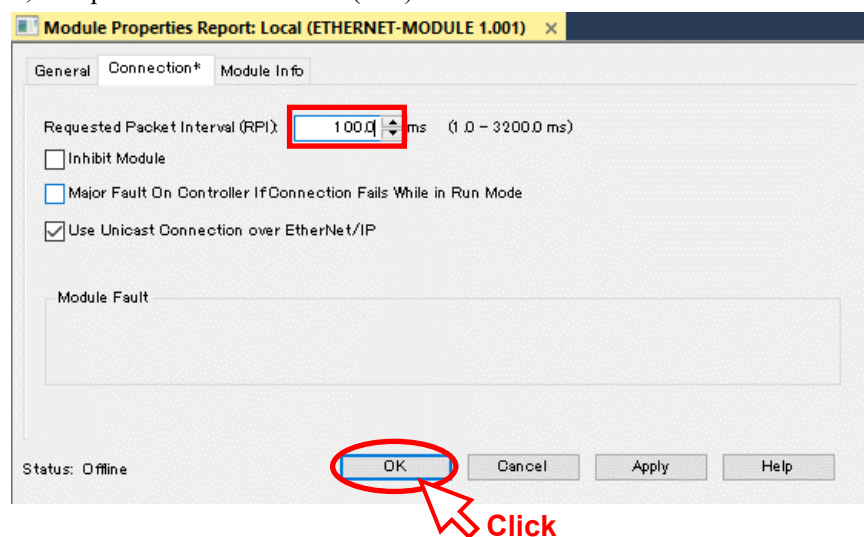 Module Properties Report: Local (ETHERNET-MODULE 1.001) ×
General Connection* Module Info
Requested Packet Interval (RPI): 100.0 ms (1.0 - 3200.0 ms)
Inhibit Module
Major Fault On Controller If Connection Fails While in Run Mode
Use Unicast Connection over EtherNet/IP
Module Fault
Status: Offline OK Cancel Apply Help
Click